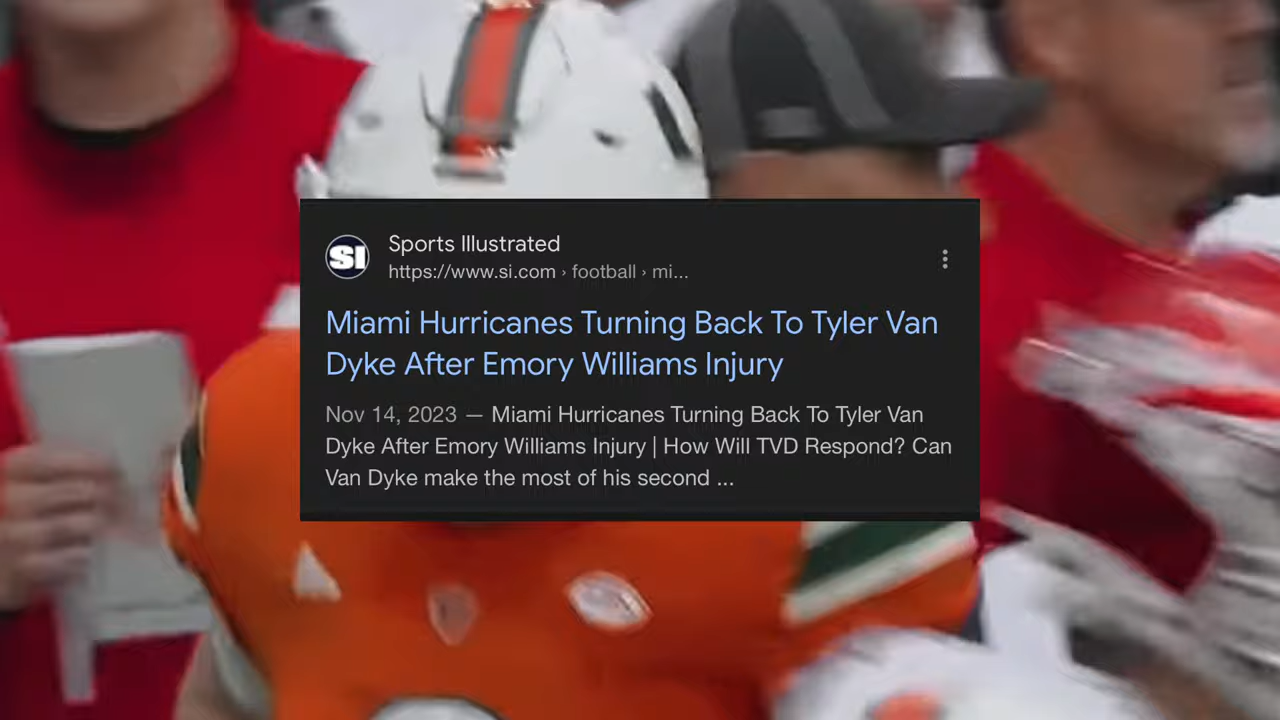 SI
Sports Illustrated
https://www.si.com › football › mi...
Miami Hurricanes Turning Back To Tyler Van
Dyke After Emory Williams Injury
Nov 14, 2023 — Miami Hurricanes Turning Back To Tyler Van
Dyke After Emory Williams Injury | How Will TVD Respond? Can
Van Dyke make the most of his second ...